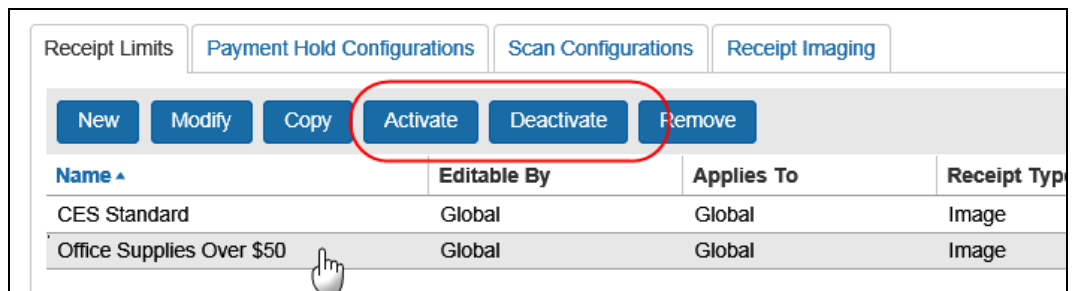 Receipt Limits Payment Hold Configurations Scan Configurations Receipt Imaging
New Modify Copy Activate Deactivate Remove
Name Editable By Applies To Receipt Typ
CES Standard Global Global Image
Office Supplies Over $50 Global Global Image